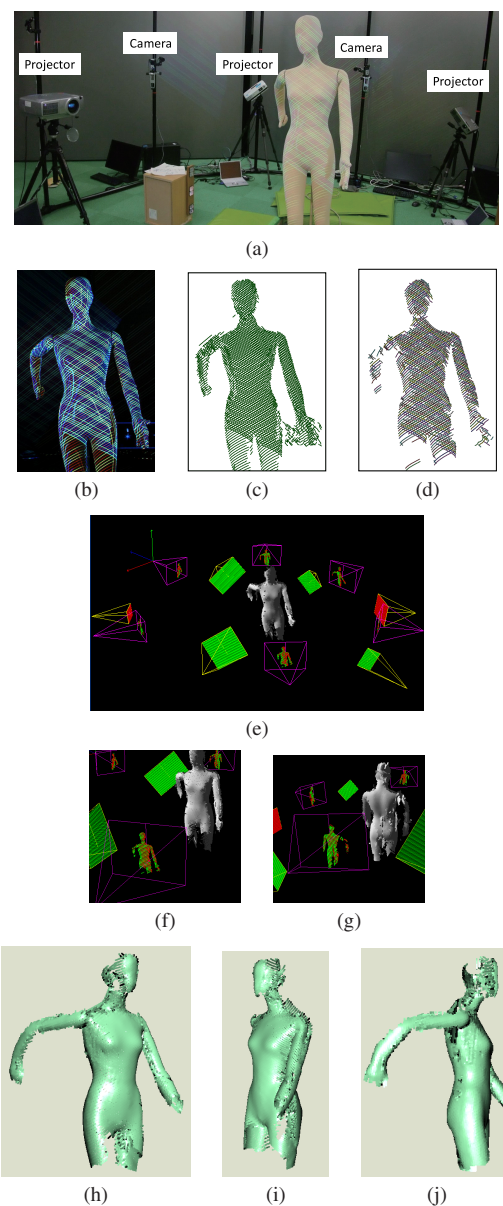 Camera
Camera
Projector
Projector
Projector
(a)
(b) (c) (d)
(e)
(f) (g)
(h) (i) (j)